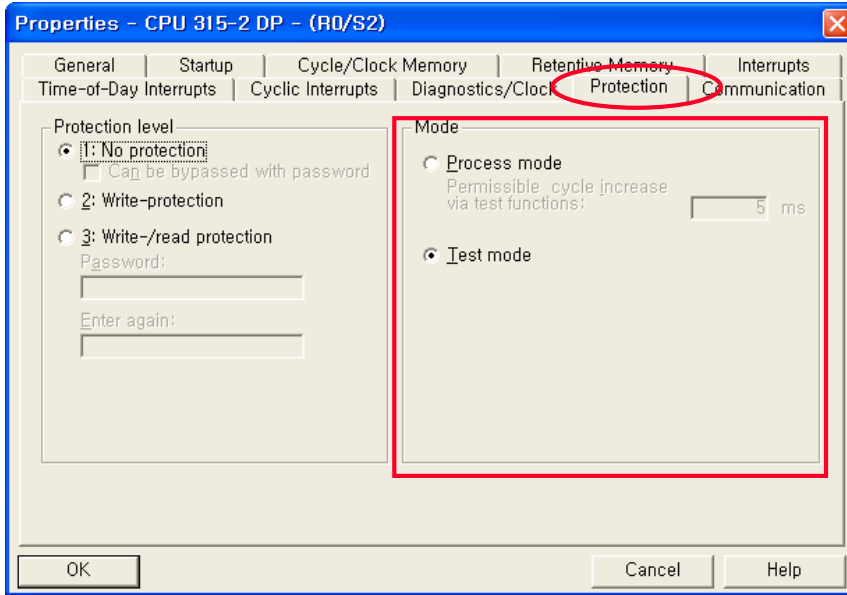 Properties - CPU 315-2 DP - (R0/S2)
General Startup Cycle/Clock Memory Retentive Memory Interrupts
Time-of-Day Interrupts Cyclic Interrupts Diagnostics/Clock Protection Communication
Protection level
1: No protection
Can be bypassed with password
2: Write-protection
3: Write-/read protection
Password:
Enter again:
Mode
Process mode
Permissible cycle increase
via test functions:
5 ms
Test mode
OK Cancel Help